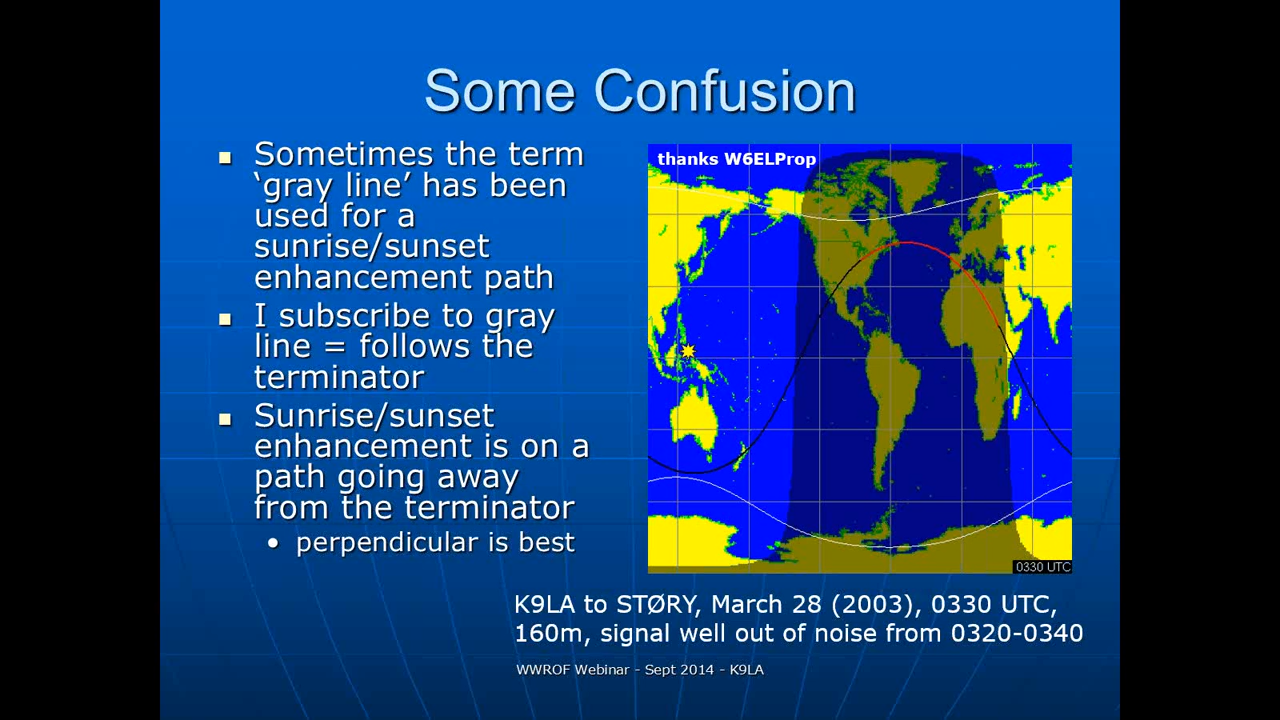 Some Confusion
Sometimes the term
‘gray line’ has been
used for a
sunrise/sunset
enhancement path
I subscribe to gray
line = follows the
terminator
Sunrise/sunset
enhancement is on a
path going away
from the terminator
• perpendicular is best
thanks W6ELProp
0330 UTC
K9LA to STØRY, March 28 (2003), 0330 UTC,
160m, signal well out of noise from 0320-0340
WWROF Webinar - Sept 2014 - K9LA